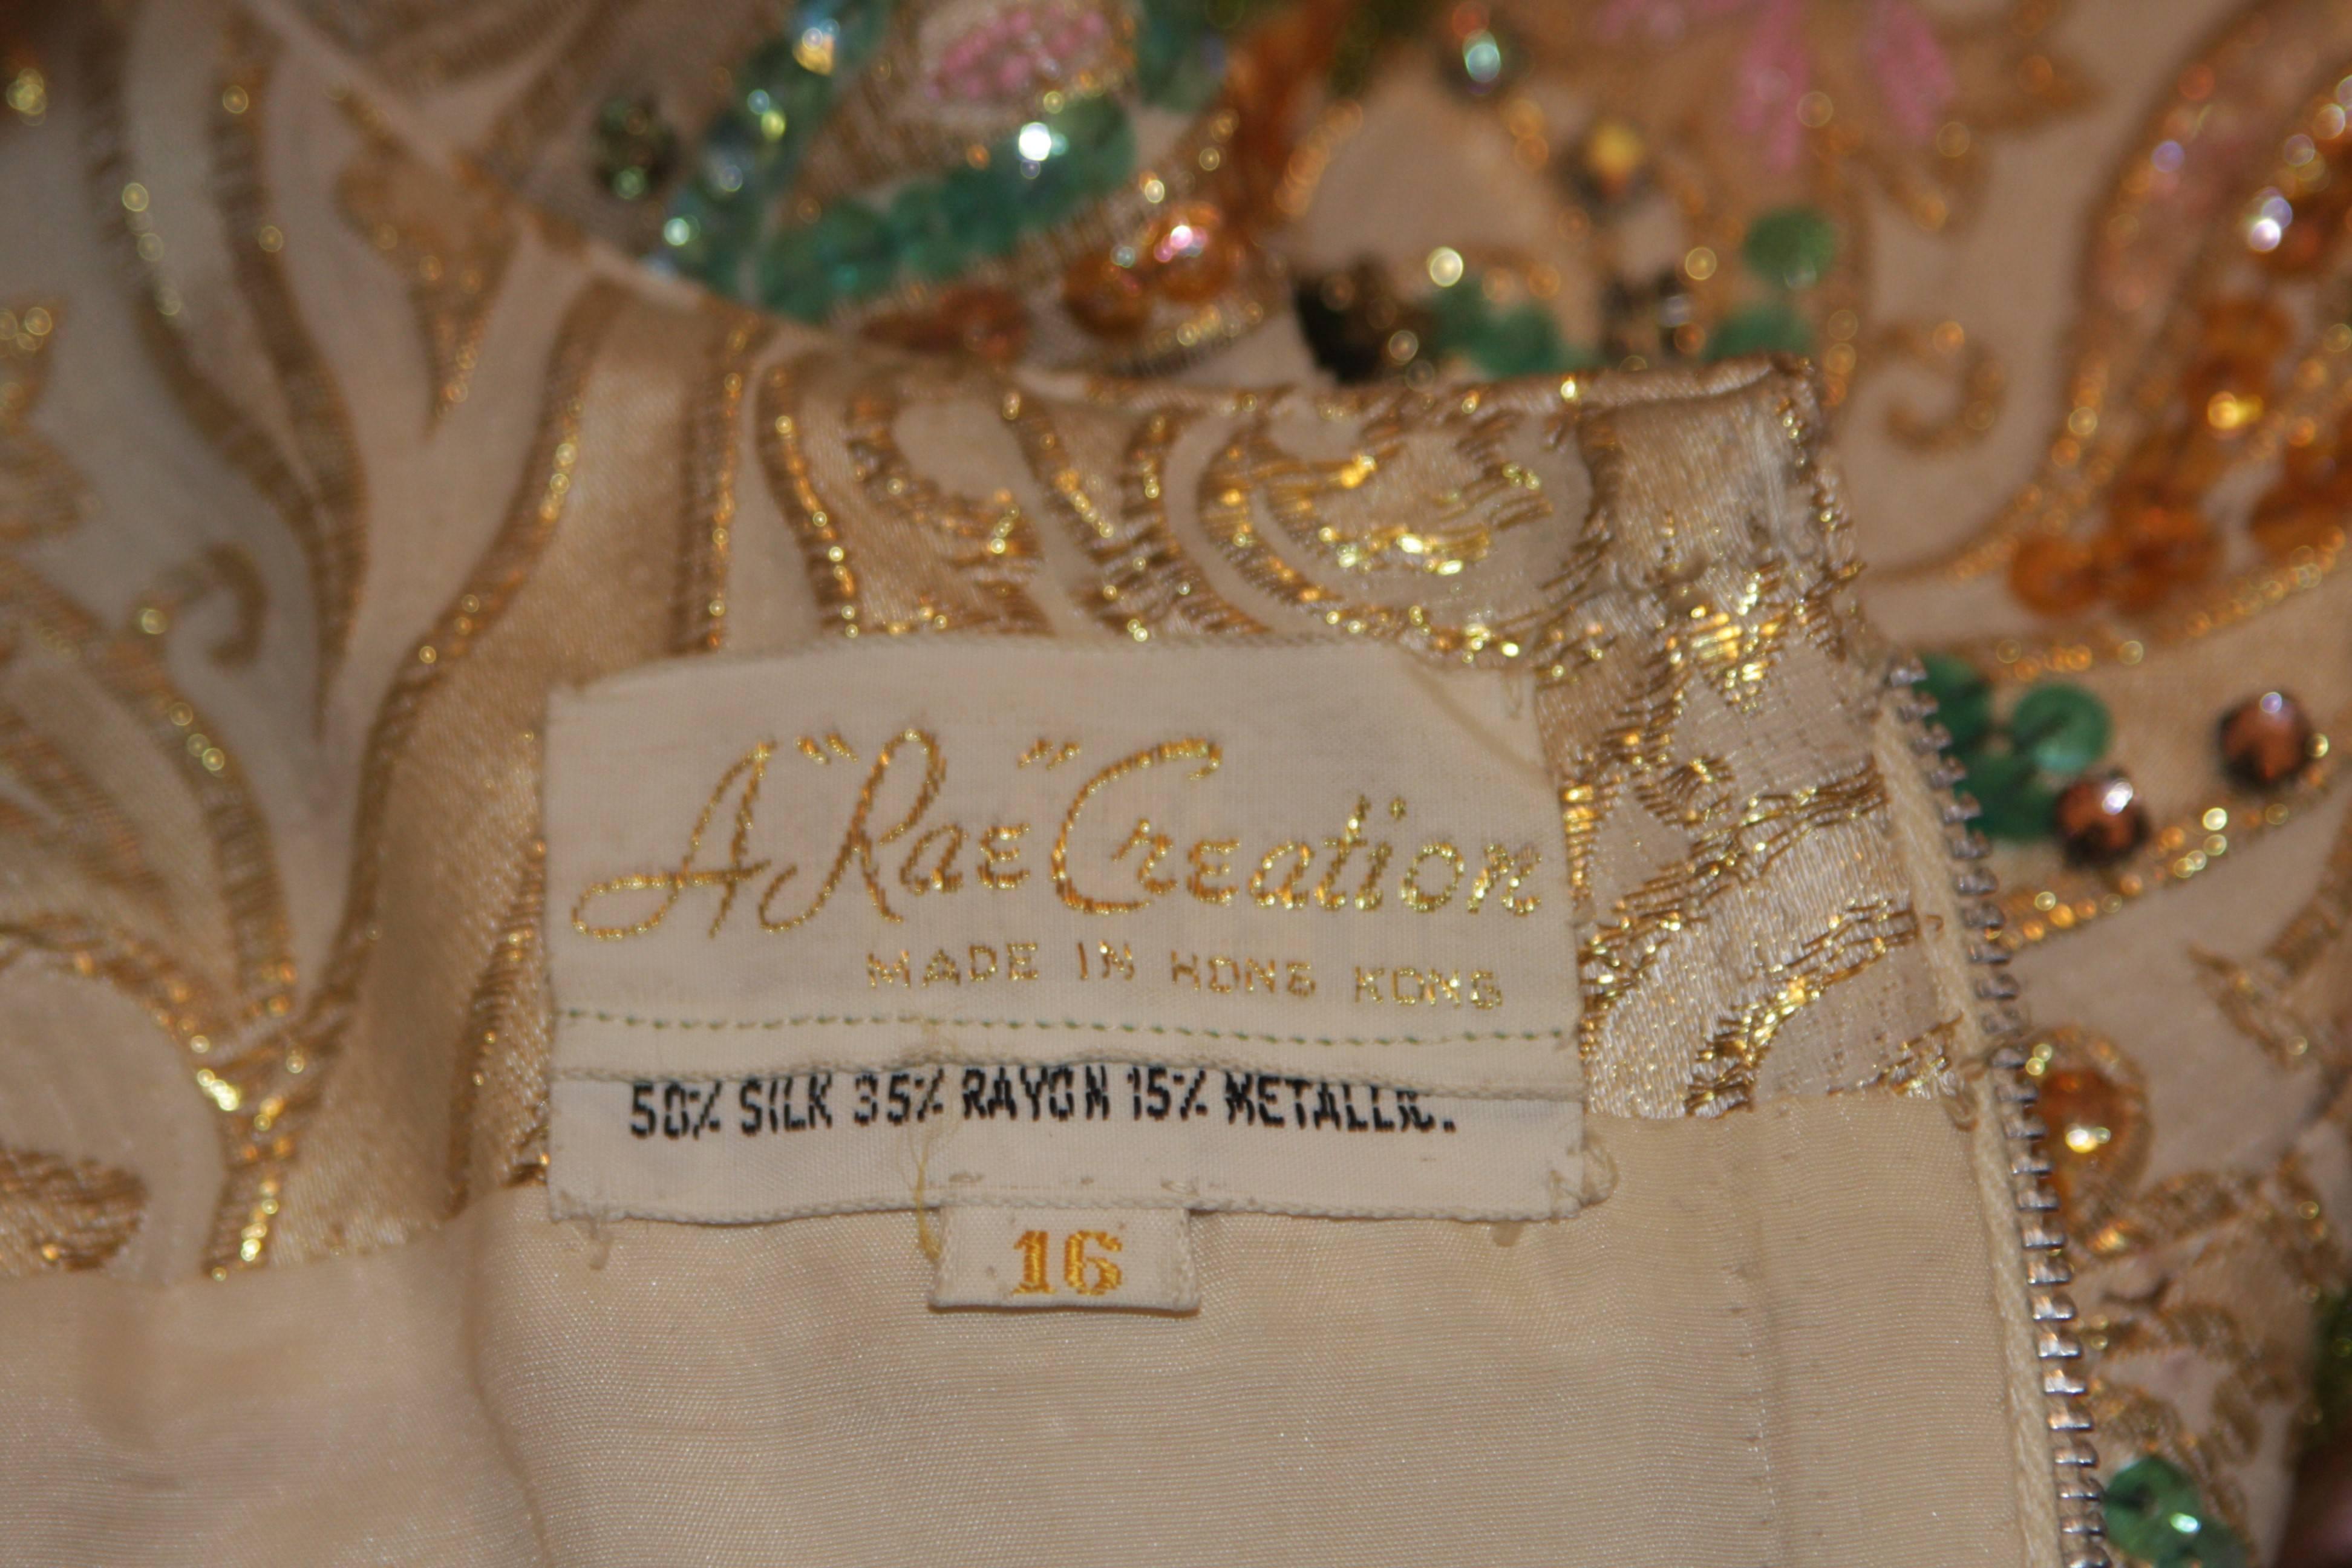 A "Rae" Creation
MADE IN HONG KONG
50% SILK 35% RAYON 15% METALLIC.
16